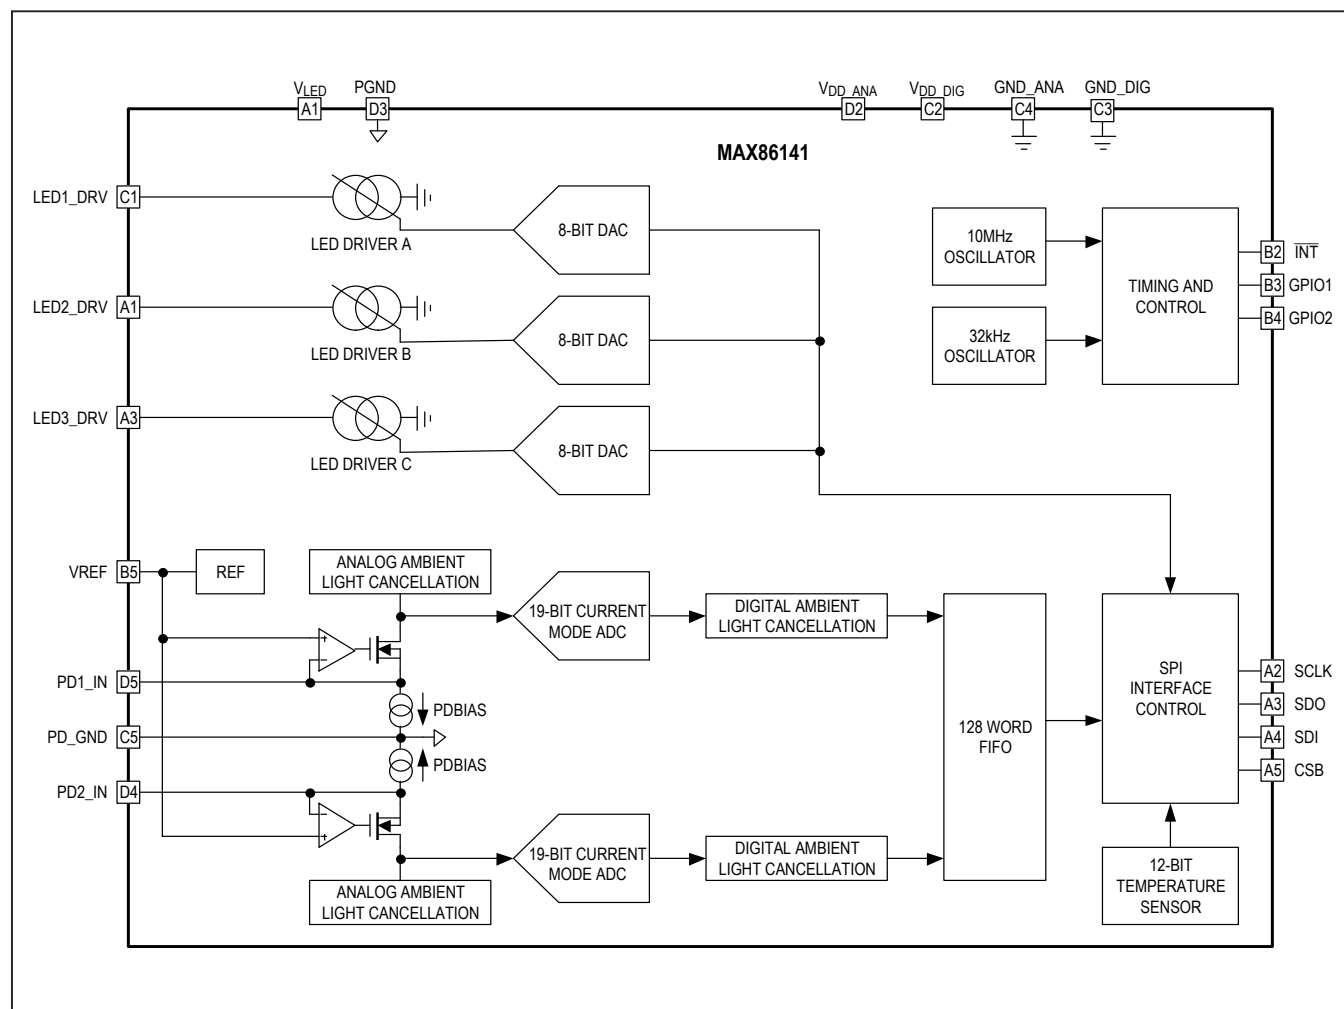 VLED
PGND
VDD_ANA
VDD_DIG
GND_ANA
GND_DIG
A1
D3
D2
C2
C4
C3
MAX86141
LED1_DRV
C1
LED DRIVER A
8-BIT DAC
10MHz
OSCILLATOR
TIMING AND
CONTROL
B2
INT
B3
GPIO1
B4
GPIO2
LED2_DRV
A1
LED DRIVER B
8-BIT DAC
32kHz
OSCILLATOR
LED3_DRV
A3
LED DRIVER C
8-BIT DAC
VREF
B5
REF
ANALOG AMBIENT
LIGHT CANCELLATION
19-BIT CURRENT
MODE ADC
DIGITAL AMBIENT
LIGHT CANCELLATION
+
-
PD1_IN
D5
PDBIAS
PD_GND
C5
PDBIAS
PD2_IN
D4
-
+
128 WORD
FIFO
SPI
INTERFACE
CONTROL
A2
SCLK
A3
SDO
A4
SDI
A5
CSB
19-BIT CURRENT
MODE ADC
DIGITAL AMBIENT
LIGHT CANCELLATION
ANALOG AMBIENT
LIGHT CANCELLATION
12-BIT
TEMPERATURE
SENSOR